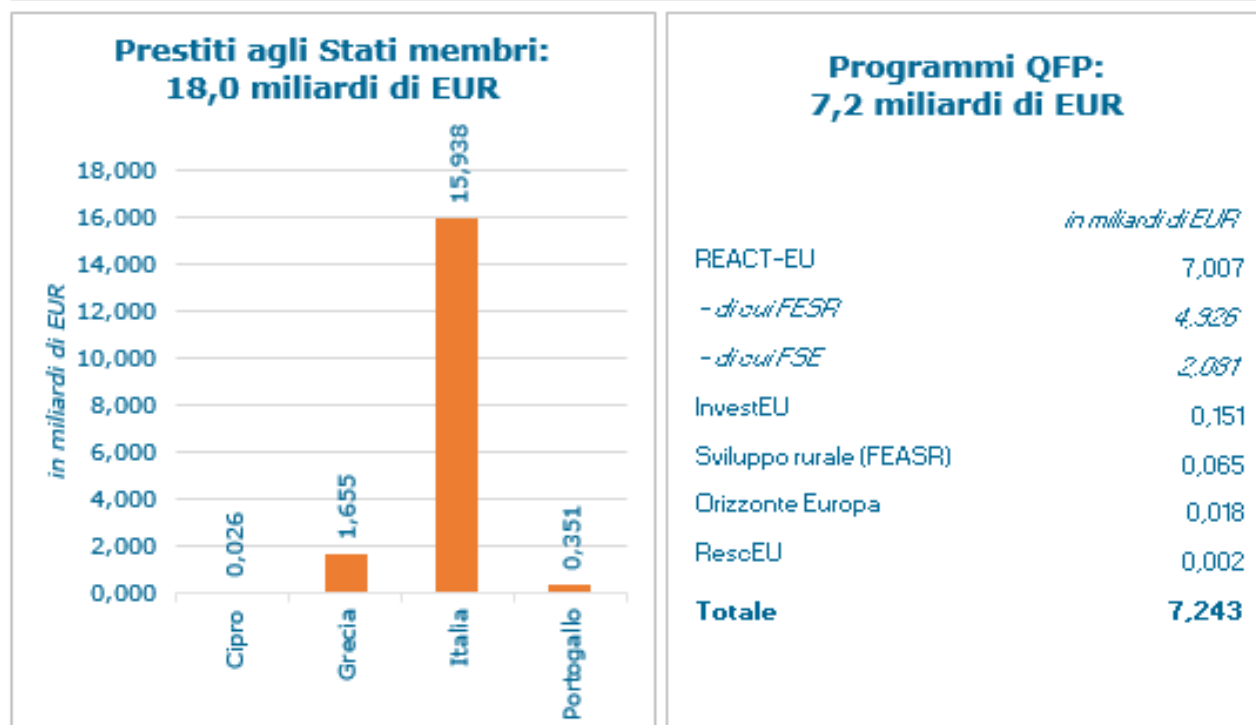 Prestiti agli Stati membri:
18,0 miliardi di EUR
in miliardi di EUR
18,000
16,000
14,000
12,000
10,000
8,000
6,000
4,000
2,000
0,000
0,026
1,655
15,938
0,351
Cipro
Grecia
Italia
Portogallo
Programmi QFP:
7,2 miliardi di EUR
in miliardi di EUR
REACT-EU 7,007
- di cui FESR 4,926
- di cui FSE 2,081
InvestEU 0,151
Sviluppo rurale (FEASR) 0,065
Orizzonte Europa 0,018
RescEU 0,002
Totale 7,243